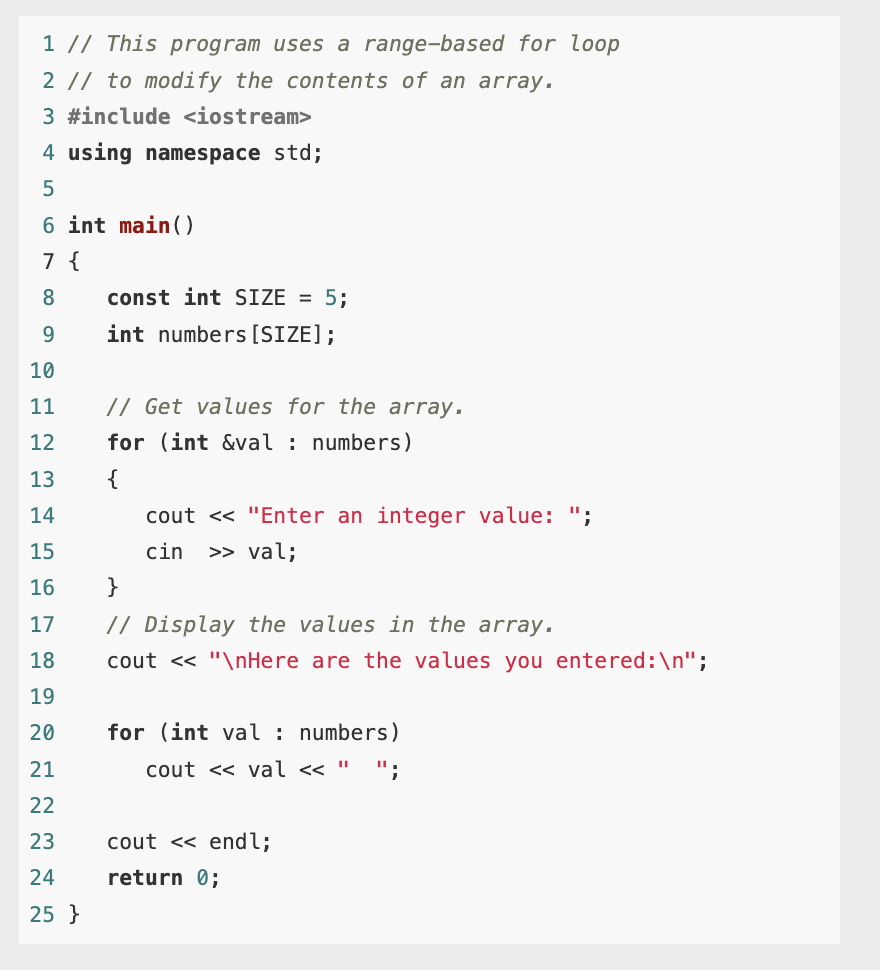 1 // This program uses a range-based for loop
2 // to modify the contents of an array.
3 #include <iostream>
4 using namespace std;
5
6 int main()
7 {
8    const int SIZE = 5;
9    int numbers[SIZE];
10
11    // Get values for the array.
12    for (int &val : numbers)
13    {
14       cout << "Enter an integer value: ";
15       cin  >> val;
16    }
17    // Display the values in the array.
18    cout << "\nHere are the values you entered:\n";
19
20    for (int val : numbers)
21       cout << val << "  ";
22
23    cout << endl;
24    return 0;
25 }